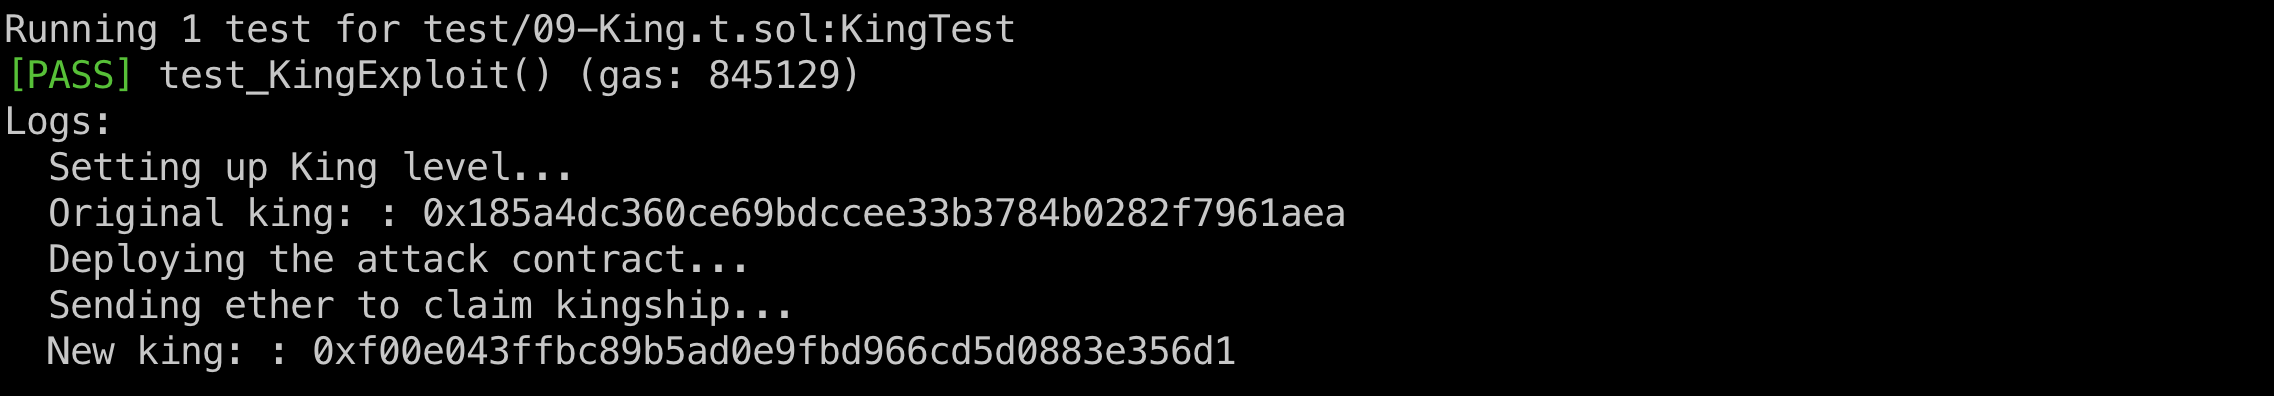 Running 1 test for test/09-King.t.sol:KingTest
[PASS] test_KingExploit() (gas: 845129)
Logs:
Setting up King level...
Original king: : 0x185a4dc360ce69bdccee33b3784b0282f7961aea
Deploying the attack contract...
Sending ether to claim kingship...
New king: : 0xf00e043ffbc89b5ad0e9fbd966cd5d0883e356d1